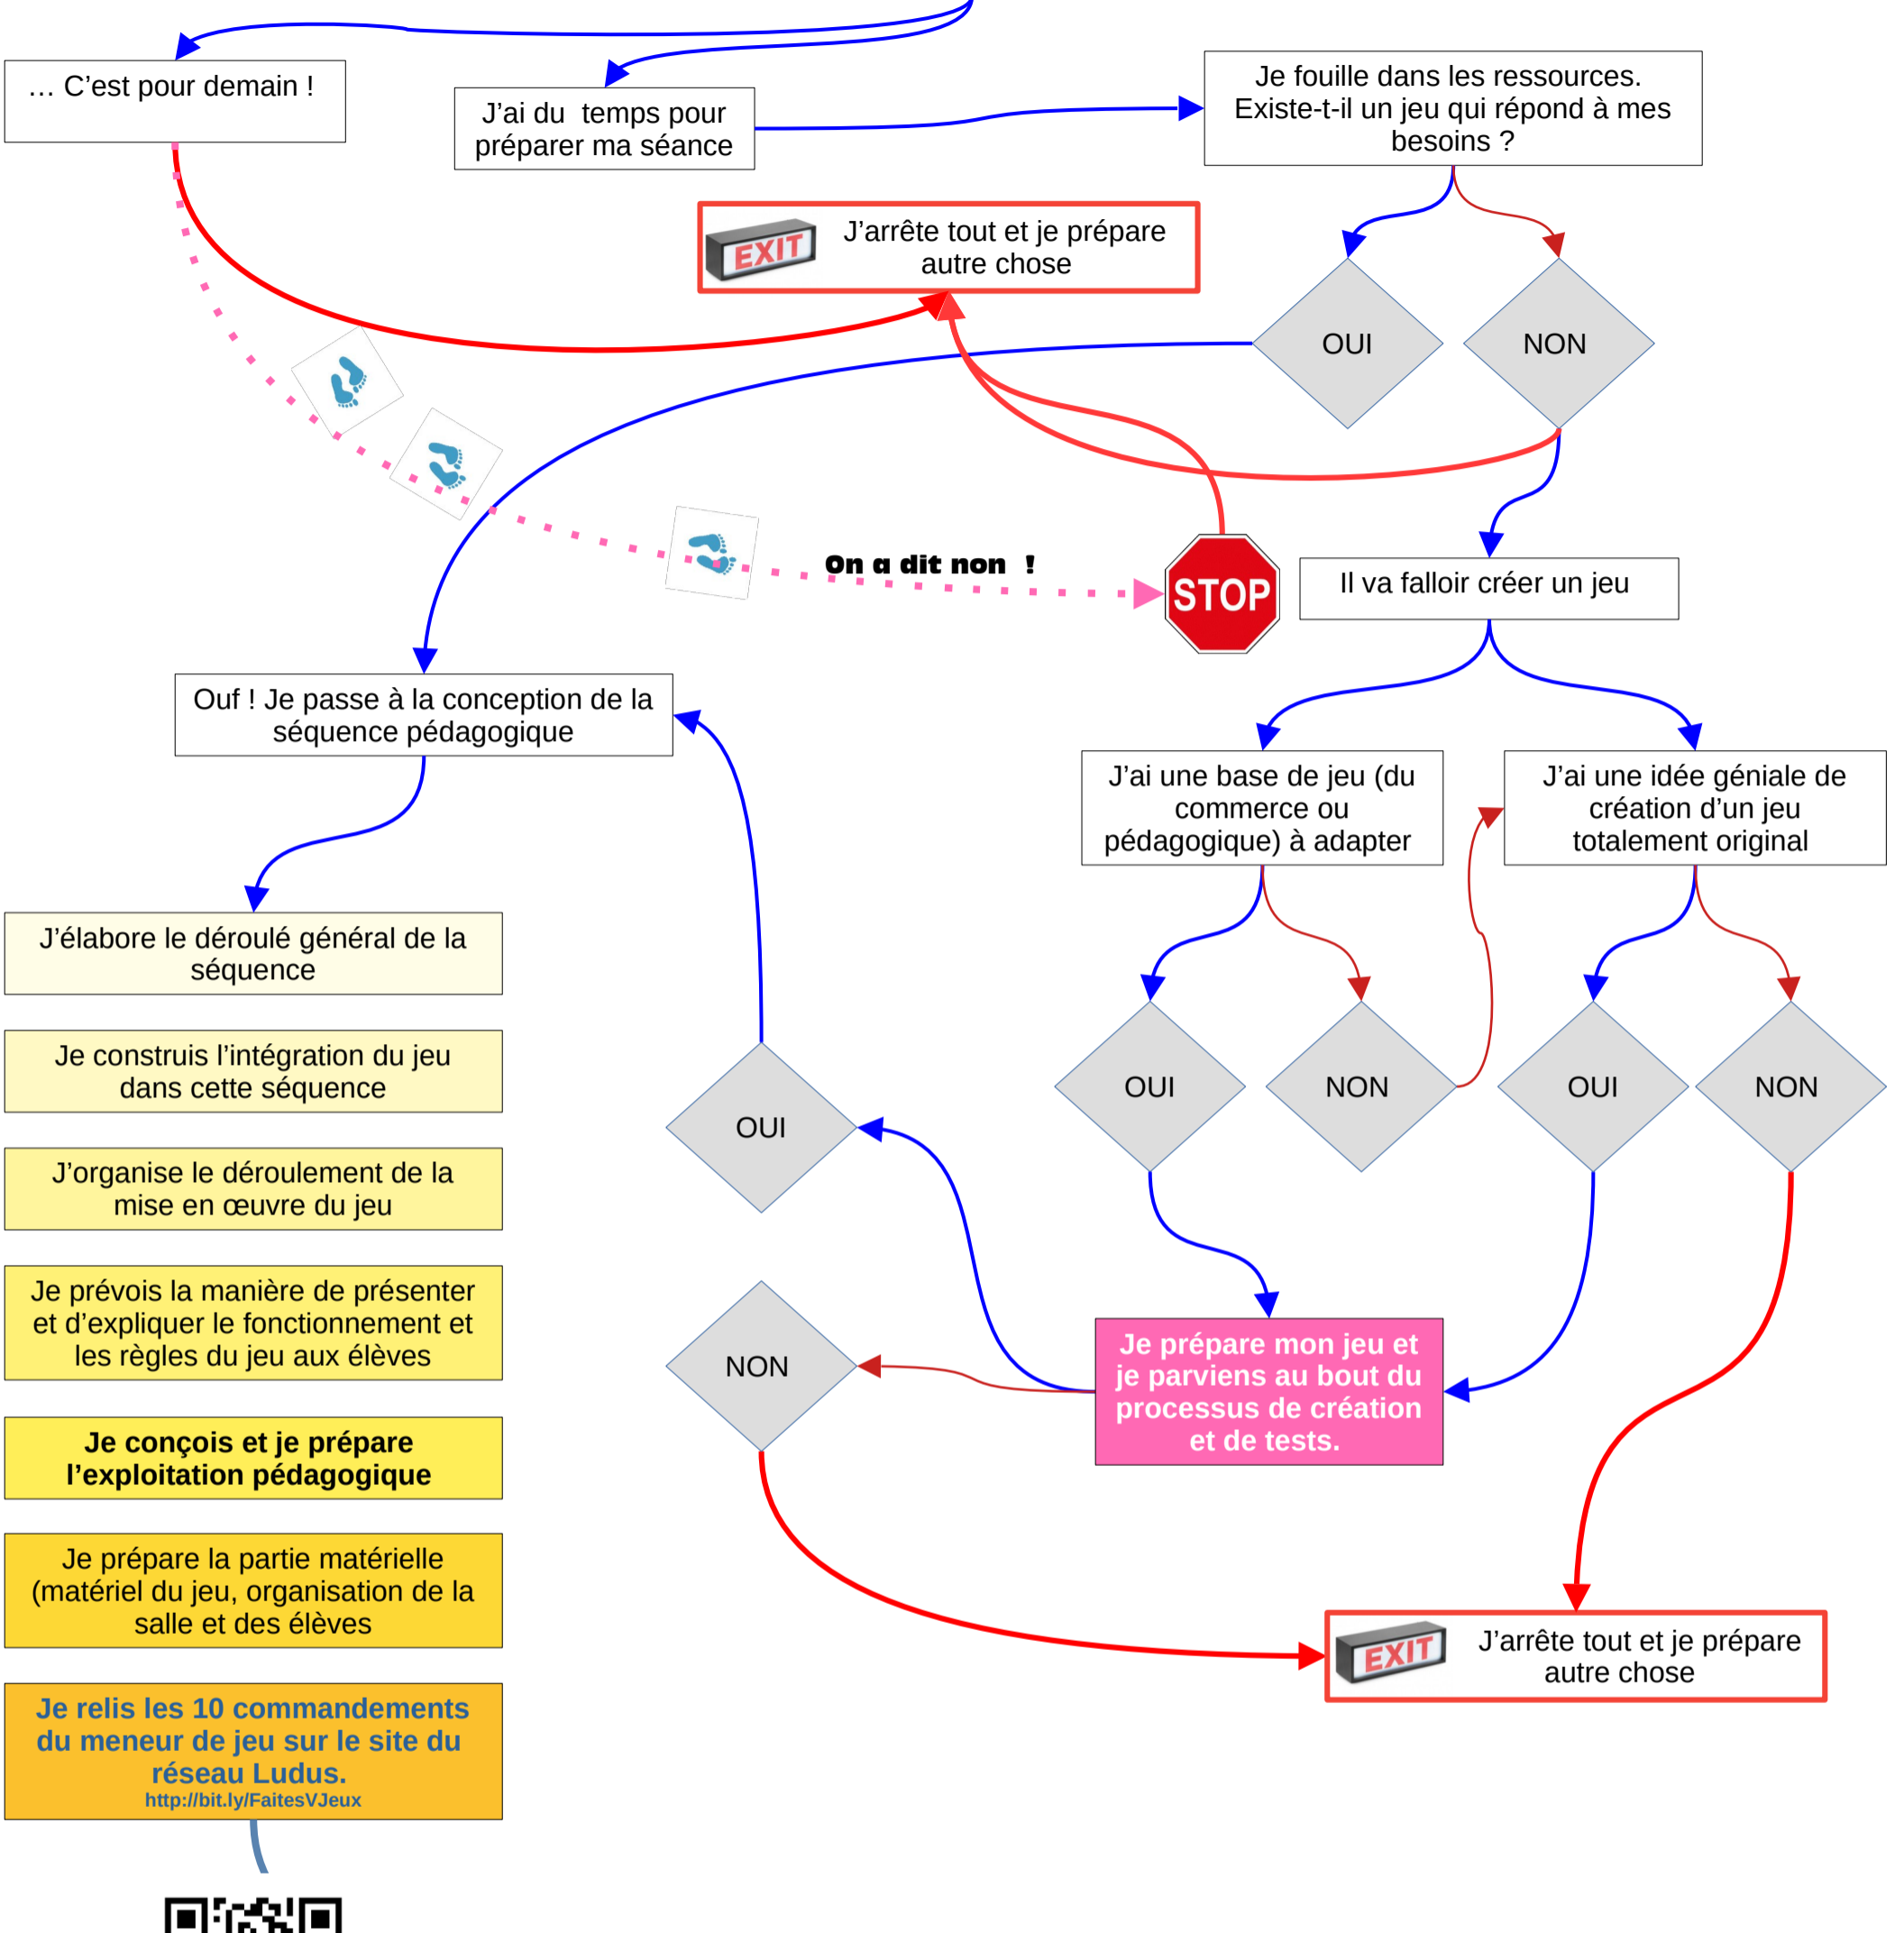 … C’est pour demain !
J’ai du  temps pour
préparer ma séance
Je fouille dans les ressources.
Existe-t-il un jeu qui répond à mes
besoins ?
EXIT
J’arrête tout et je prépare
autre chose
OUI
NON
On a dit non  !
STOP
Il va falloir créer un jeu
Ouf ! Je passe à la conception de la
séquence pédagogique
J’ai une base de jeu (du
commerce ou
pédagogique) à adapter
J’ai une idée géniale de
création d’un jeu
totalement original
J’élabore le déroulé général de la
séquence
Je construis l’intégration du jeu
dans cette séquence
J’organise le déroulement de la
mise en œuvre du jeu
Je prévois la manière de présenter
et d’expliquer le fonctionnement et
les règles du jeu aux élèves
Je conçois et je prépare
l’exploitation pédagogique
Je prépare la partie matérielle
(matériel du jeu, organisation de la
salle et des élèves
Je relis les 10 commandements
du meneur de jeu sur le site du
réseau Ludus.
http://bit.ly/FaitesVJeux
OUI
NON
OUI
NON
OUI
NON
Je prépare mon jeu et
je parviens au bout du
processus de création
et de tests.
EXIT
J’arrête tout et je prépare
autre chose